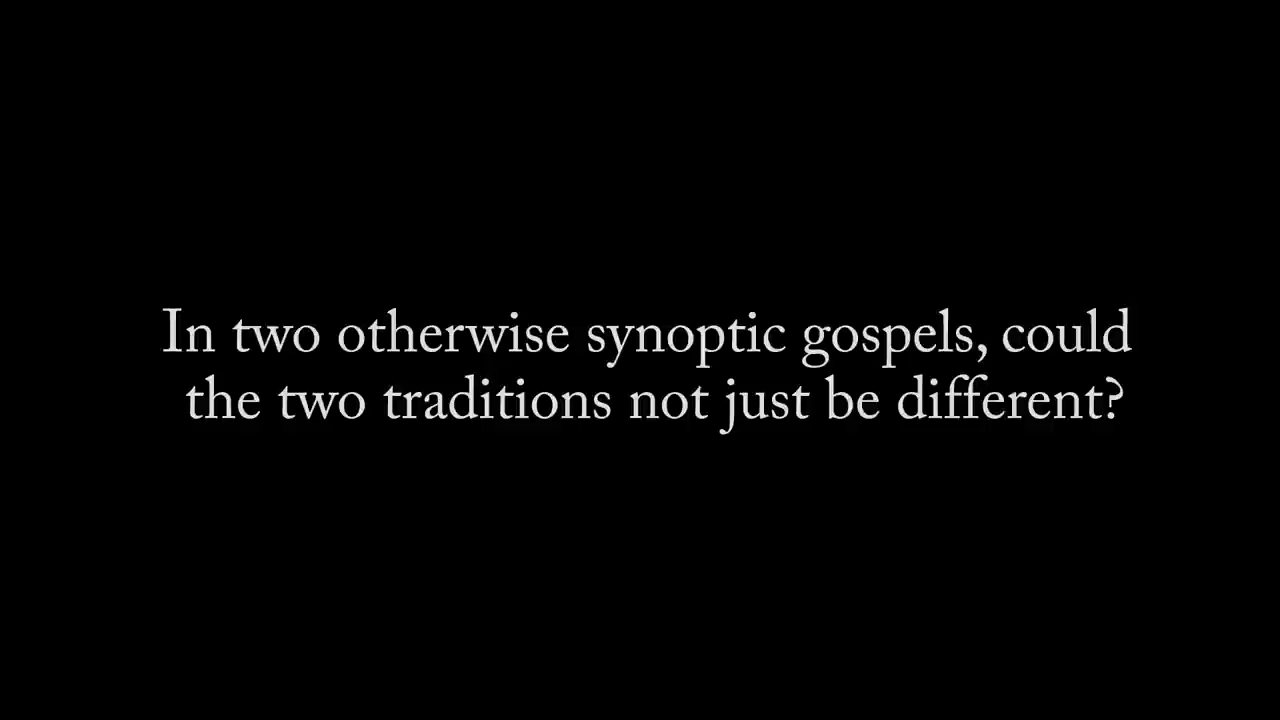 In two otherwise synoptic gospels, could
the two traditions not just be different?